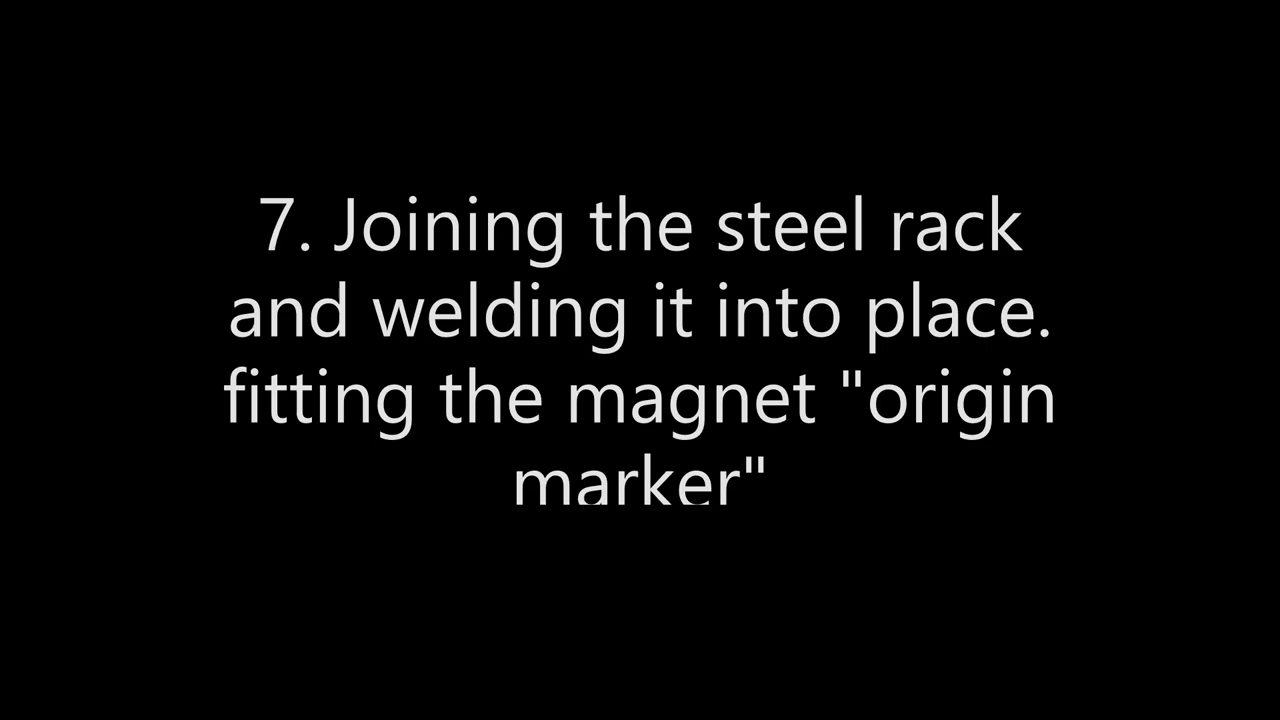 7. Joining the steel rack
and welding it into place.
fitting the magnet "origin
marker"